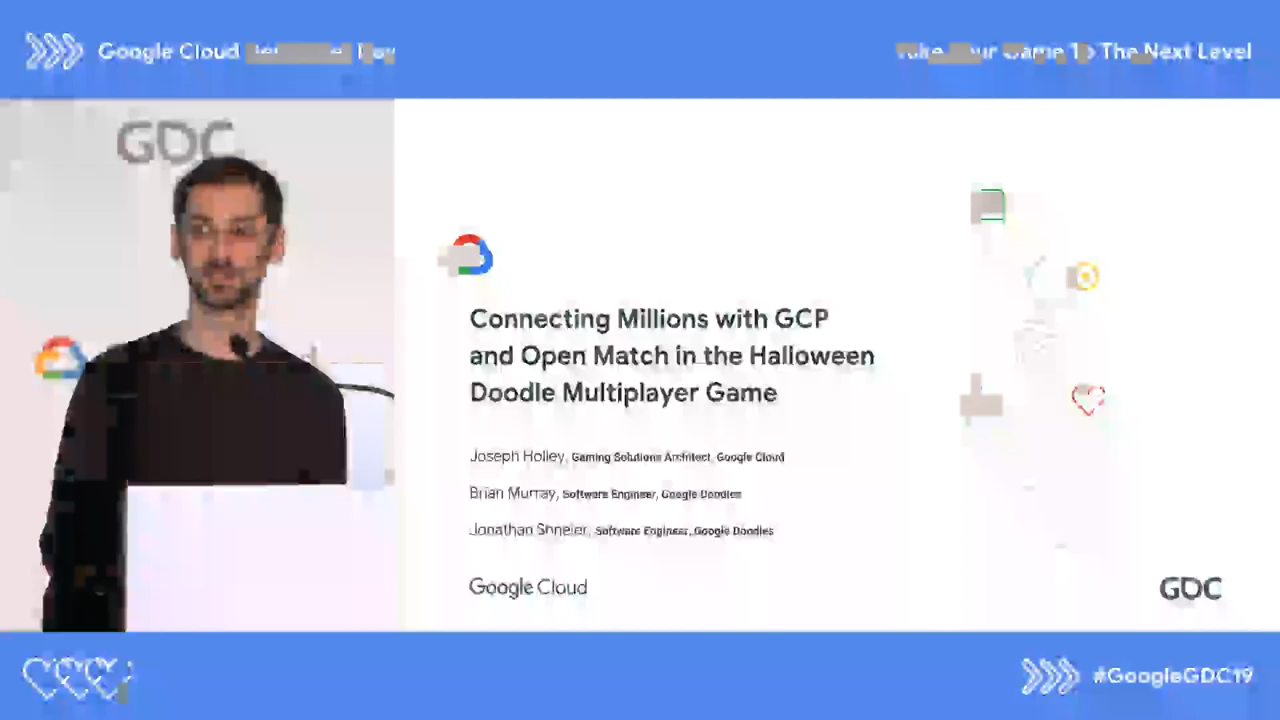 Google Cloud
The Next Level
GDC
Connecting Millions with GCP
and Open Match in the Halloween
Doodle Multiplayer Game
Joseph Holley, Gaming Solutions Architect, Google Cloud
Brian Murray, Software Engineer, Google Doodles
Jonathan Shneier, Software Engineer, Google Doodles
Google Cloud
GDC
#GoogleGDC19